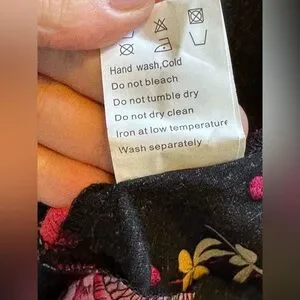 Hand wash,Cold
Do not bleach
Do not tumble dry
Do not dry clean
Iron at low temperature
Wash separately